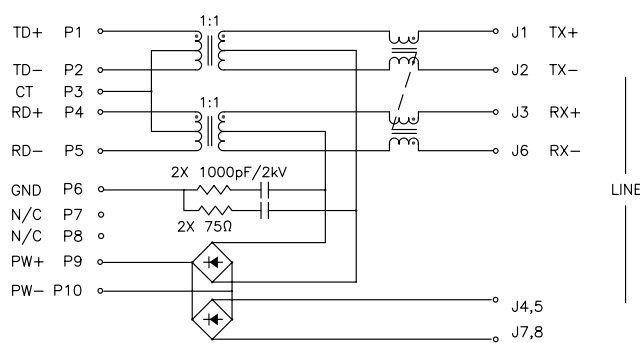 1:1
TD+ P1 J1 TX+
TD- P2 J2 TX-
CT P3
1:1
RD+ P4 J3 RX+
RD- P5 J6 RX-
2X 1000pF/2kV
GND P6 LINE
N/C P7
2X 75Ω
N/C P8
PW+ P9
PW- P10
J4,5
J7,8